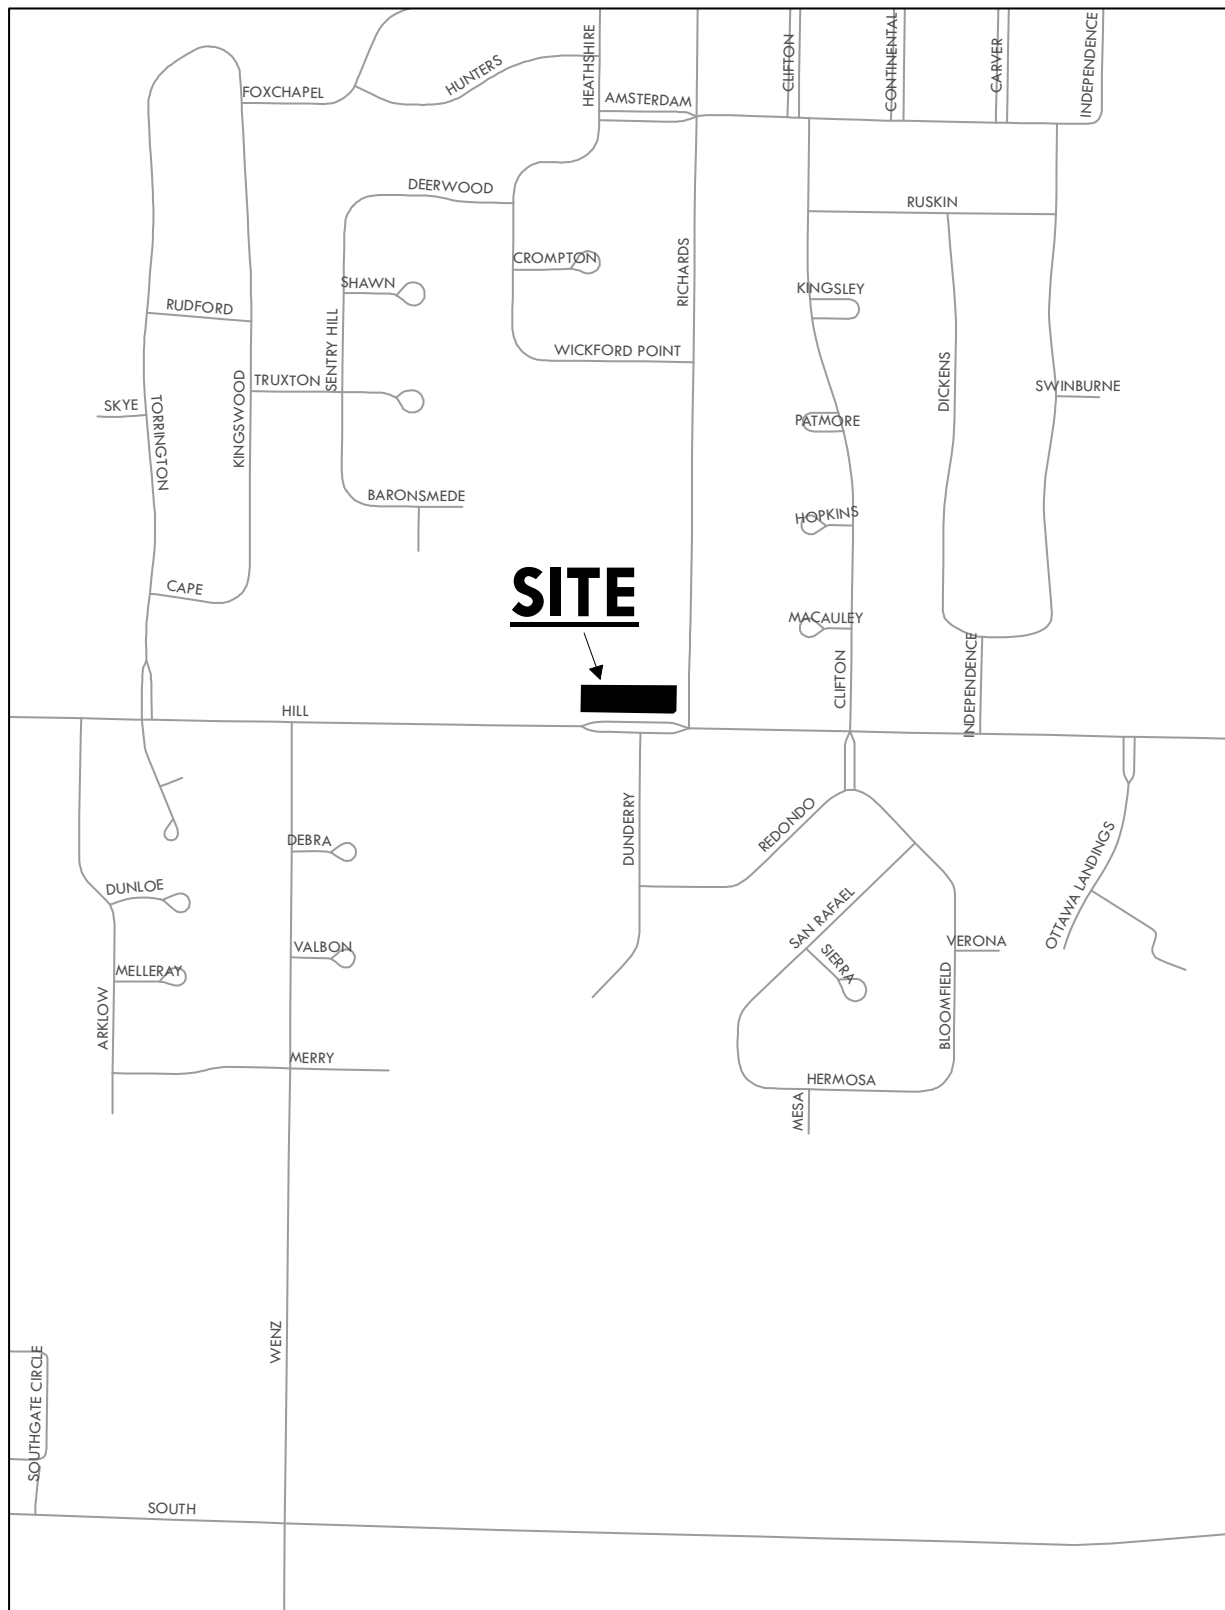 HEATHSHIRE
CLIFTON
CONTINENTAL
CARVER
INDEPENDENCE
HUNTERS
FOXCHAPEL
AMSTERDAM
DEERWOOD
RUSKIN
CROMPTON
RICHARDS
SHAWN
KINGSLEY
RUDFORD
SENTRY HILL
WICKFORD POINT
TRUXTON
KINGSWOOD
DICKENS
SWINBURNE
SKYE
TORRINGTON
PATMORE
BARONSMEDE
HOPKINS
CAPE
SITE
MACAULEY
CLIFTON
INDEPENDENCE
HILL
DUNDERRY
REDONDO
DEBRA
OTTAWA LANDINGS
DUNLOE
SAN RAFAEL
VALBON
VERONA
SIERRA
MELLERAY
ARKLOW
BLOOMFIELD
MERRY
HERMOSA
MESA
WENZ
SOUTHGATE CIRCLE
SOUTH